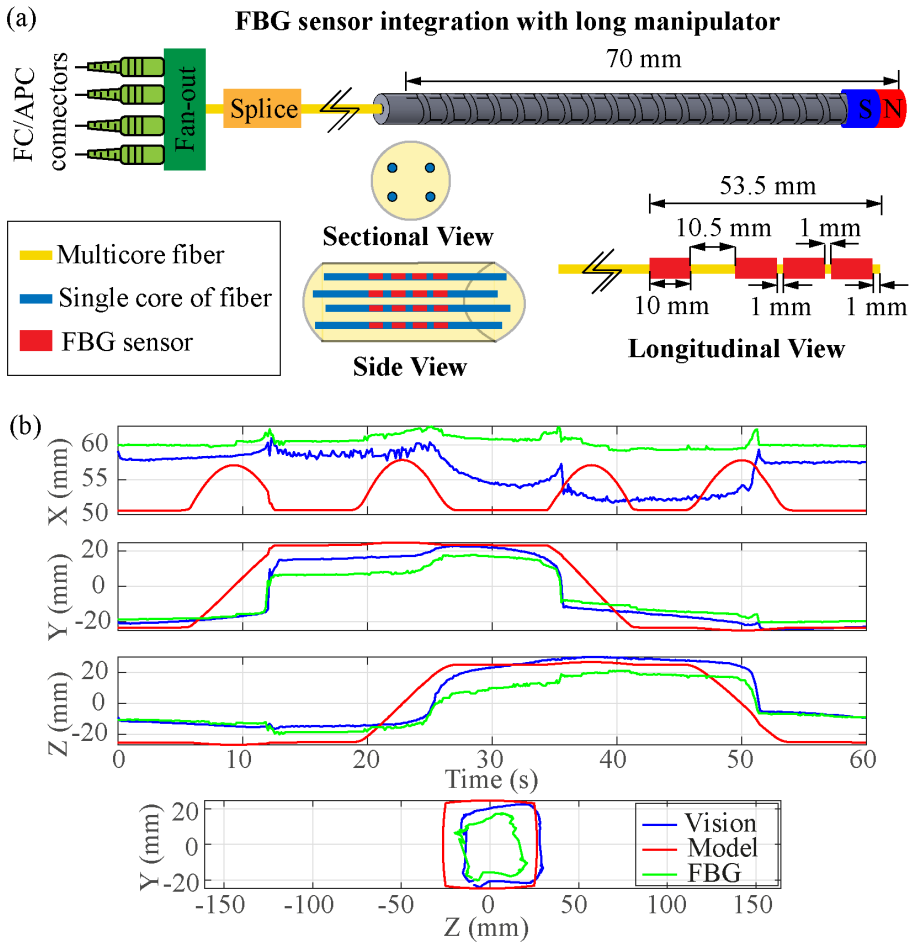 (a)
FBG sensor integration with long manipulator
70 mm
FC/APC
connectors
Fan-out
Splice
S N
53.5 mm
Sectional View
10.5 mm
1 mm
Multicore fiber
Single core of fiber
FBG sensor
10 mm
1 mm
1 mm
Side View
Longitudinal View
(b)
X (mm)
60
55
50
Y (mm)
20
0
-20
Z (mm)
20
0
-20
0 10 20 30 40 50 60
Time (s)
Y (mm)
20
0
-20
Vision
Model
FBG
-150 -100 -50 0 50 100 150
Z (mm)